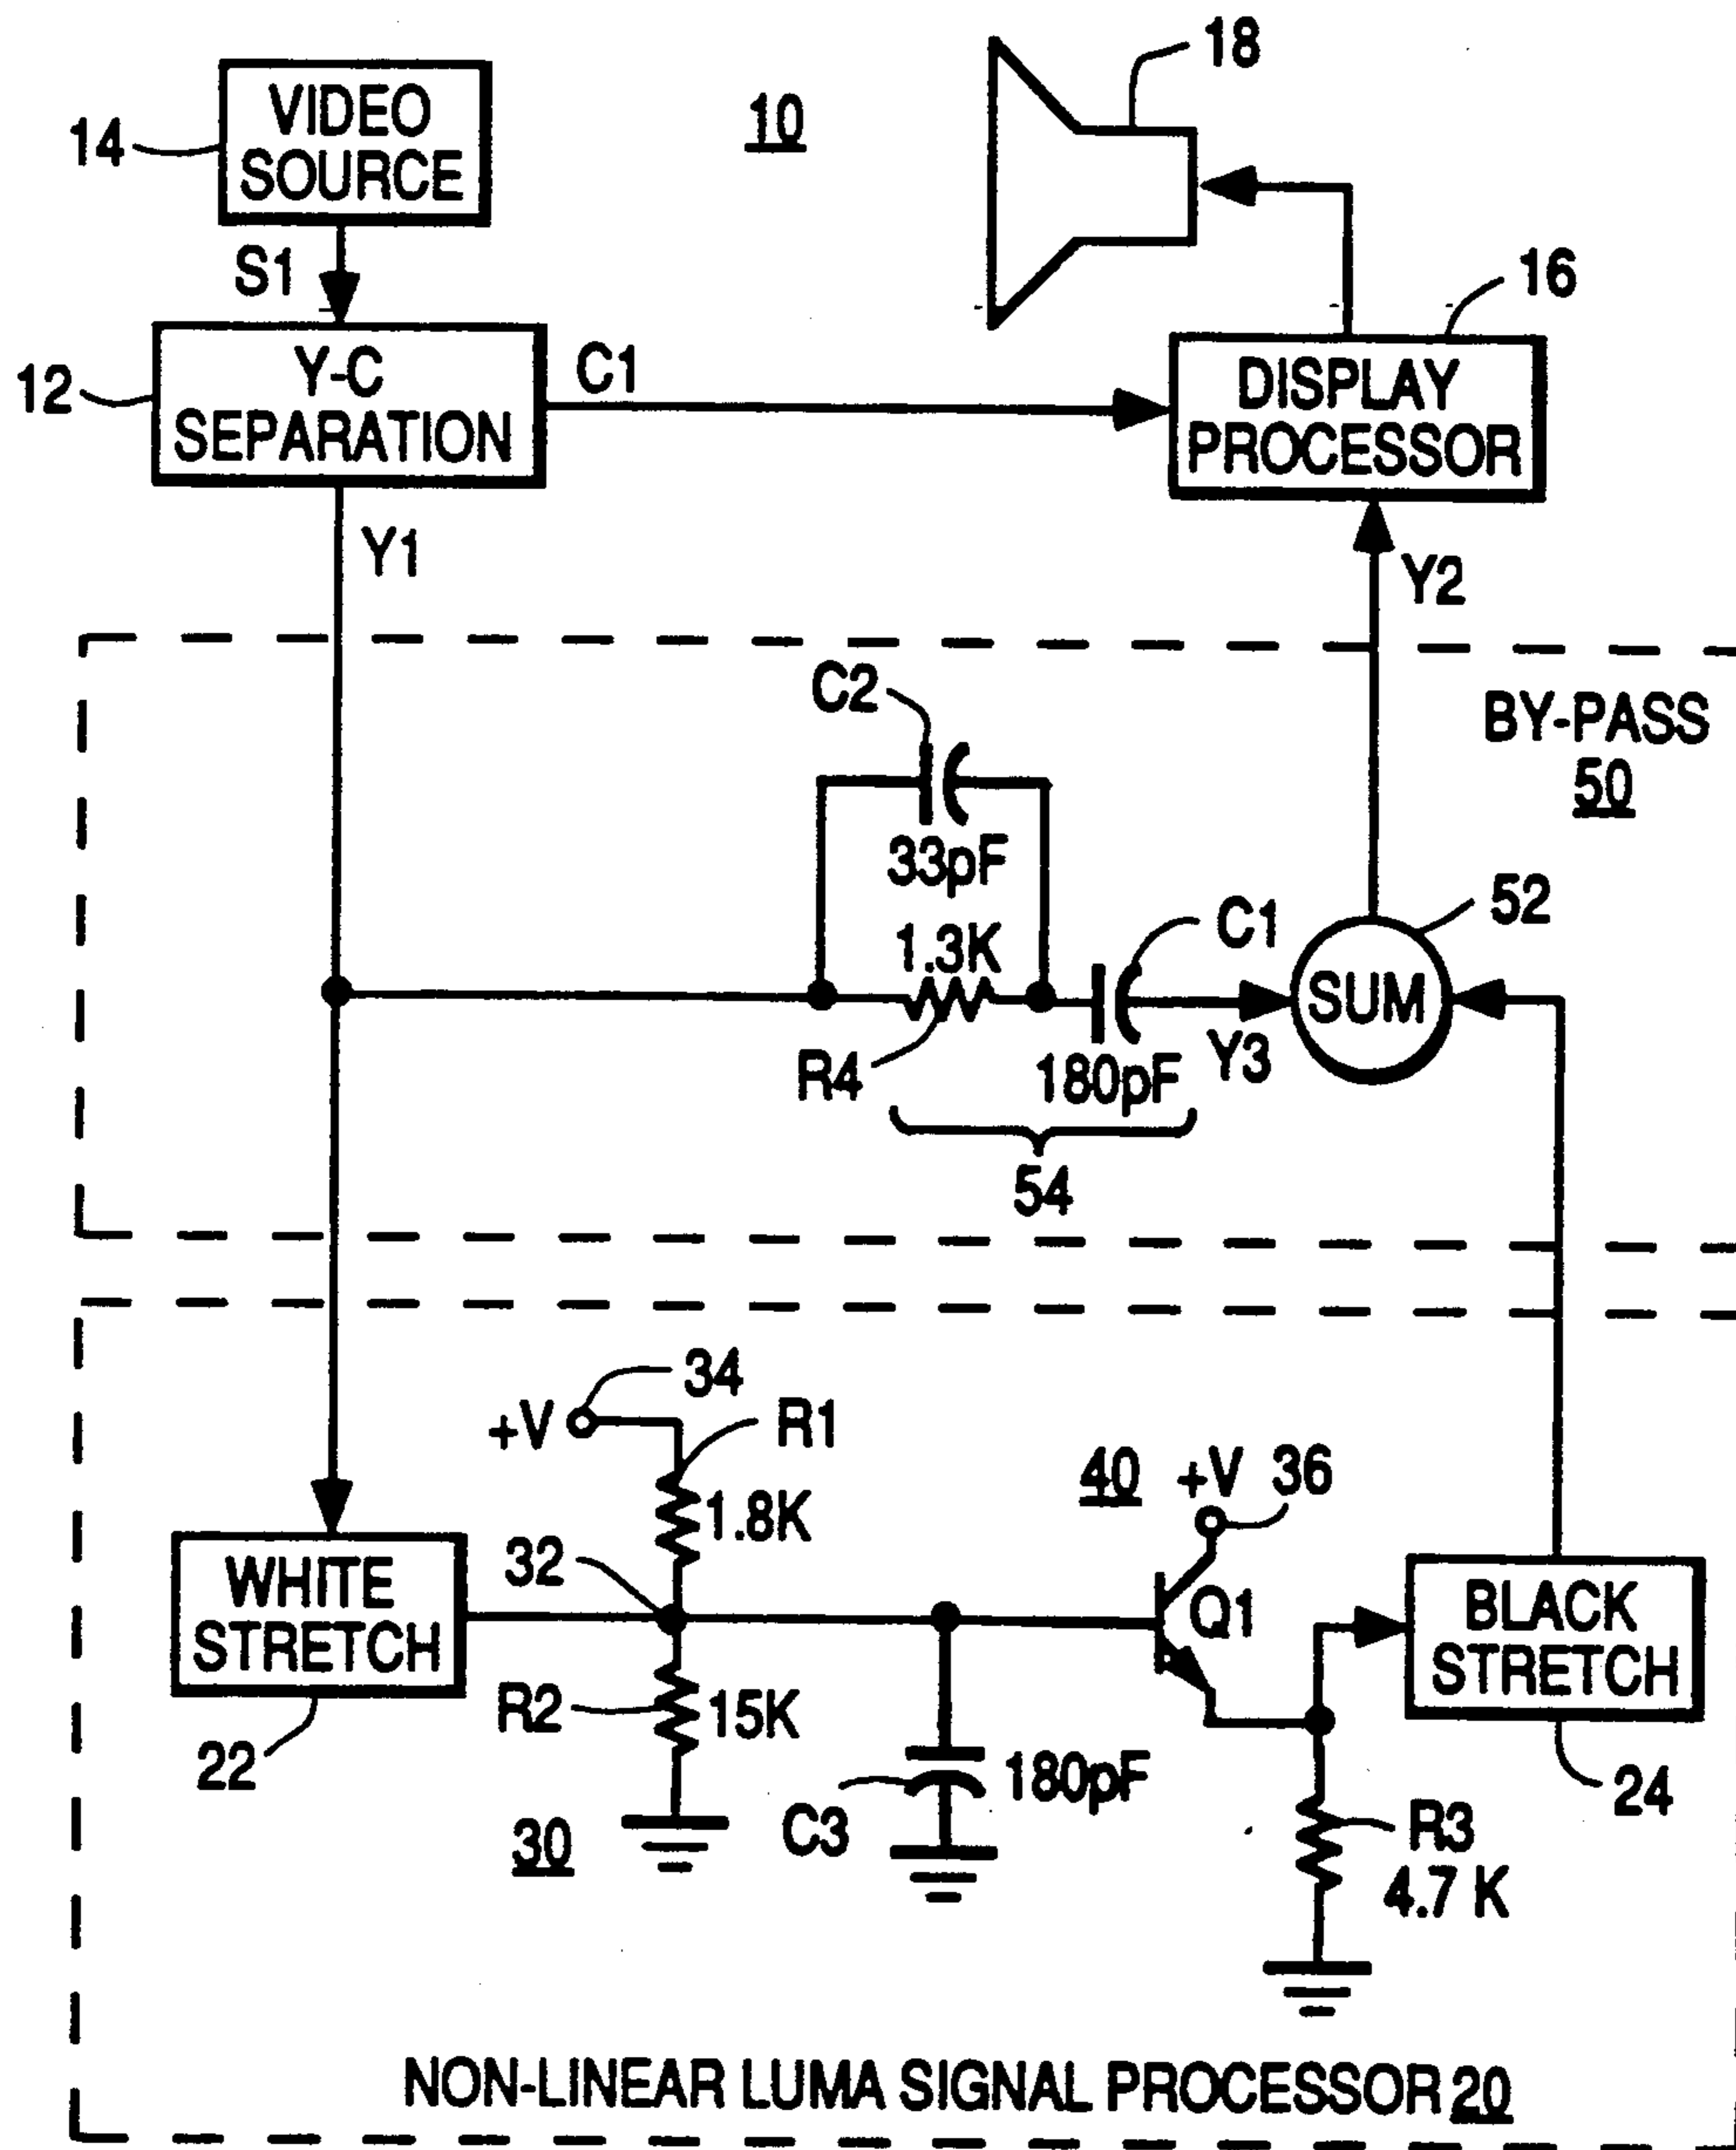 18
10
VIDEO
SOURCE
14
S1
16
Y-C
SEPARATION
12
C1
DISPLAY
PROCESSOR
Y1
Y2
C2
BY-PASS
50
33pF
52
1.3K
C1
SUM
R4
180pF
Y3
54
34
+V
R1
40
+V 36
1.8K
32
WHITE
STRETCH
Q1
BLACK
STRETCH
R2
15K
22
180pF
24
C3
R3
30
4.7 K
NON-LINEAR LUMA SIGNAL PROCESSOR 20